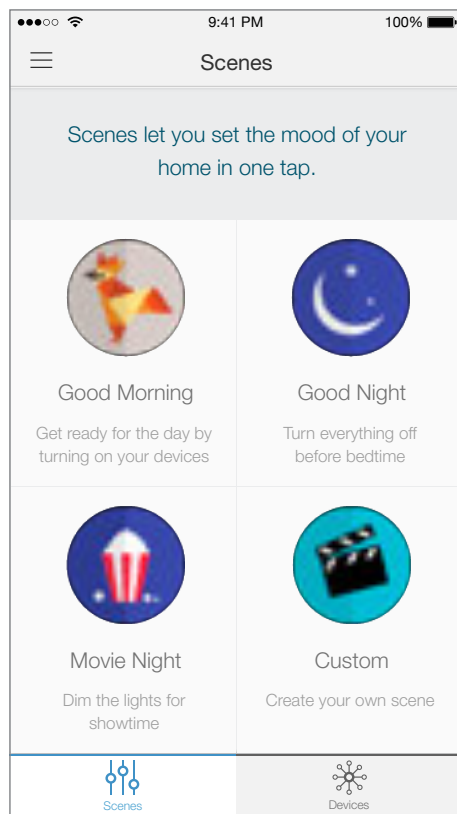 9:41 PM 100%
Scenes
Scenes let you set the mood of your
home in one tap.
Good Morning
Get ready for the day by
turning on your devices
Good Night
Turn everything off
before bedtime
Movie Night
Dim the lights for
showtime
Custom
Create your own scene
Scenes
Devices